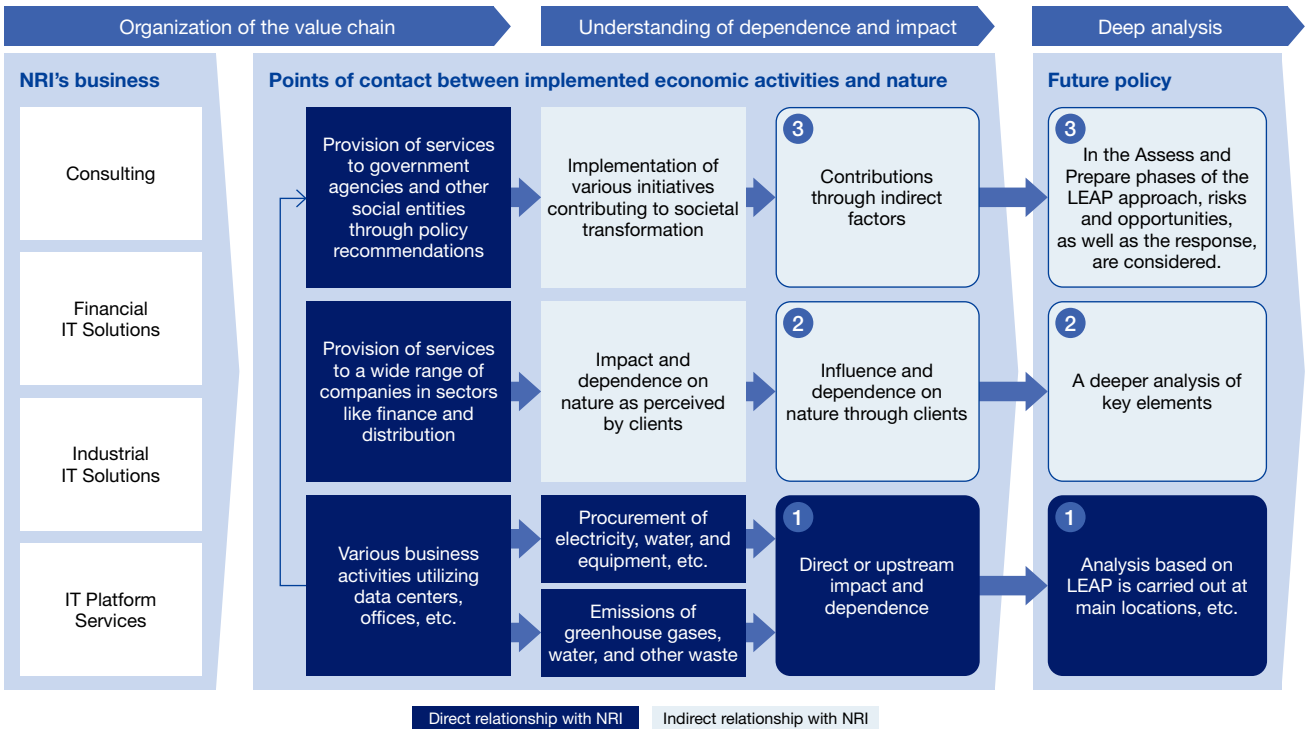 Organization of the value chain
Understanding of dependence and impact
Deep analysis
NRI's business
Consulting
Financial
IT Solutions
Industrial
IT Solutions
IT Platform
Services
Points of contact between implemented economic activities and nature
Provision of services
to government
agencies and other
social entities
through policy
recommendations
Implementation of
various initiatives
contributing to societal
transformation
3
Contributions
through indirect
factors
Provision of services
to a wide range of
companies in sectors
like finance and
distribution
Impact and
dependence on
nature as perceived
by clients
2
Influence and
dependence on
nature through clients
Various business
activities utilizing
data centers,
offices, etc.
Procurement of
electricity, water, and
equipment, etc.
Emissions of
greenhouse gases,
water, and other waste
1
Direct or upstream
impact and
dependence
Future policy
3
In the Assess and
Prepare phases of the
LEAP approach, risks
and opportunities,
as well as the response,
are considered.
2
A deeper analysis of
key elements
1
Analysis based on
LEAP is carried out at
main locations, etc.
Direct relationship with NRI
Indirect relationship with NRI